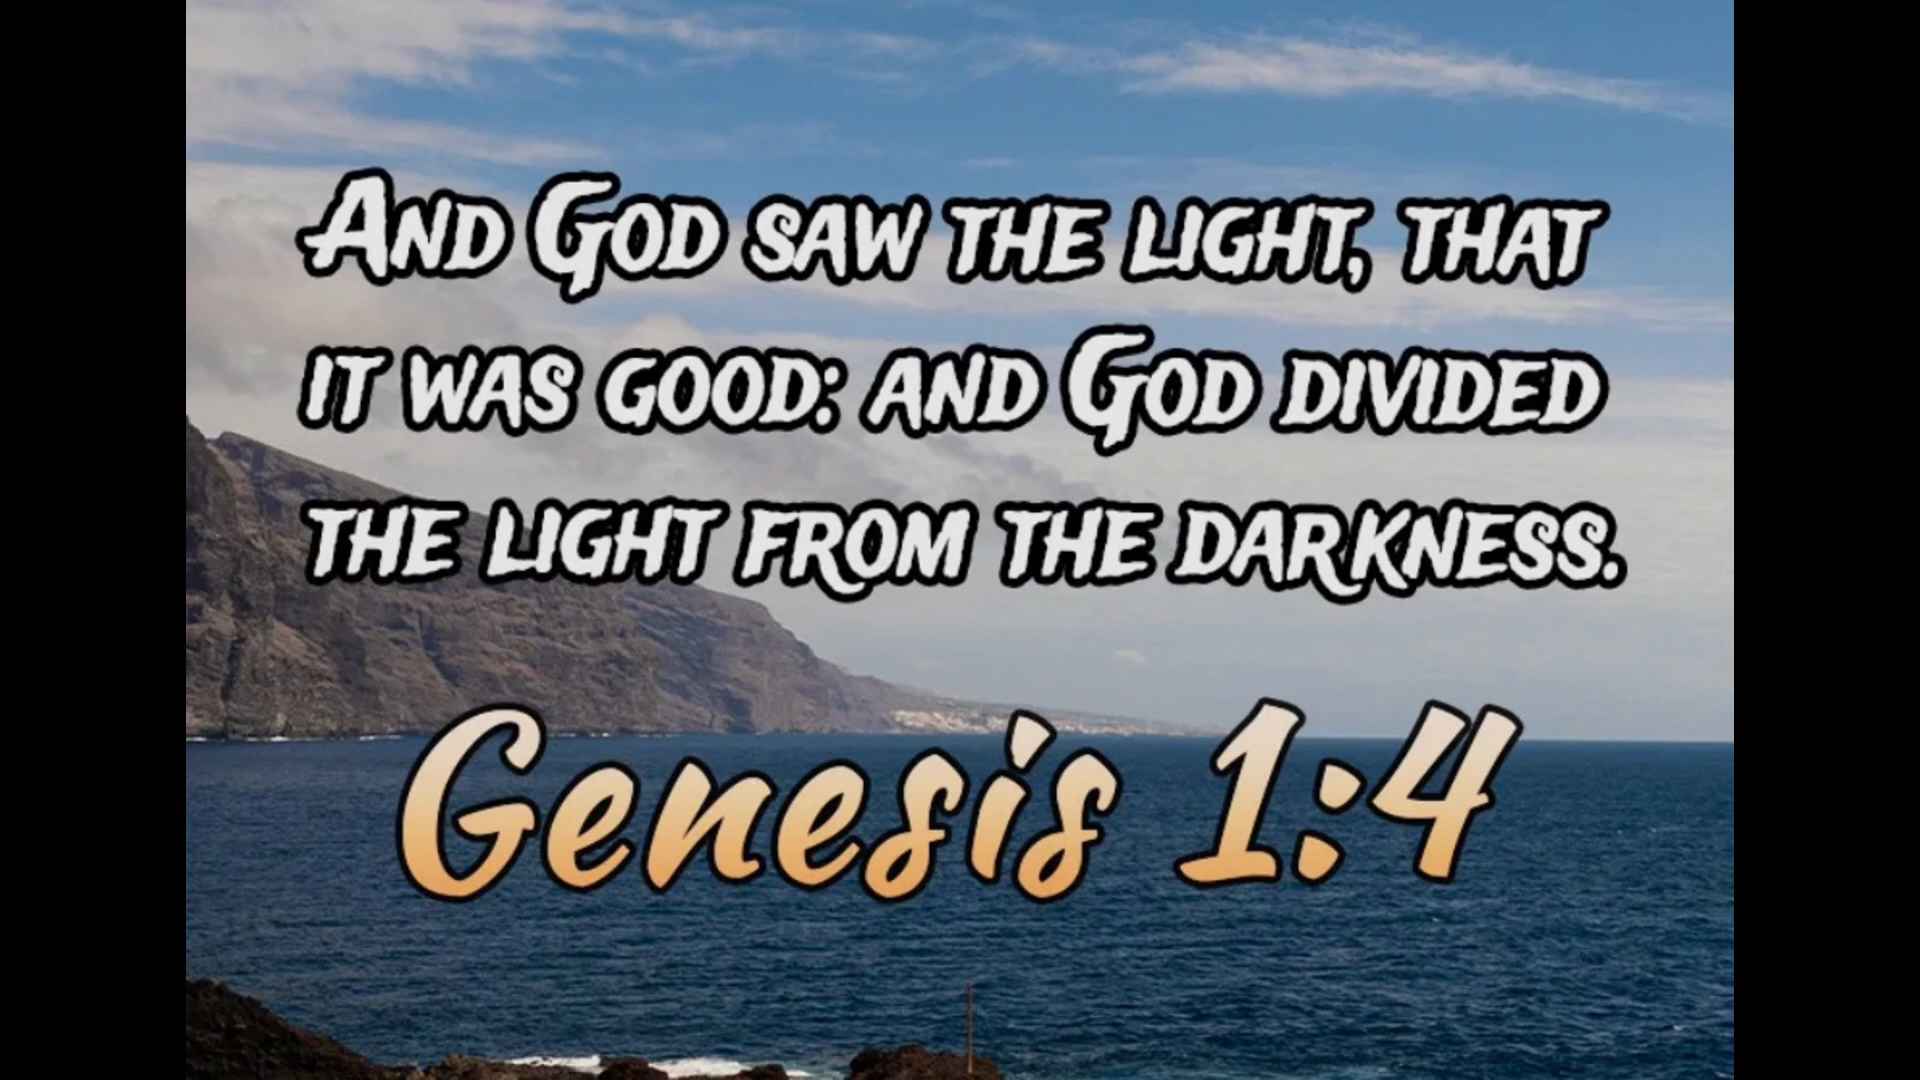 And God saw the light, that
it was good: and God divided
the light from the darkness.
Genesis 1:4